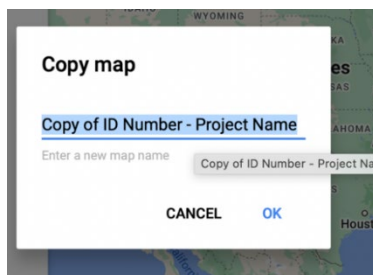 WYOMING
Copy map
Copy of ID Number - Project Name
Enter a new map name
Copy of ID Number - Project Na
CANCEL
OK